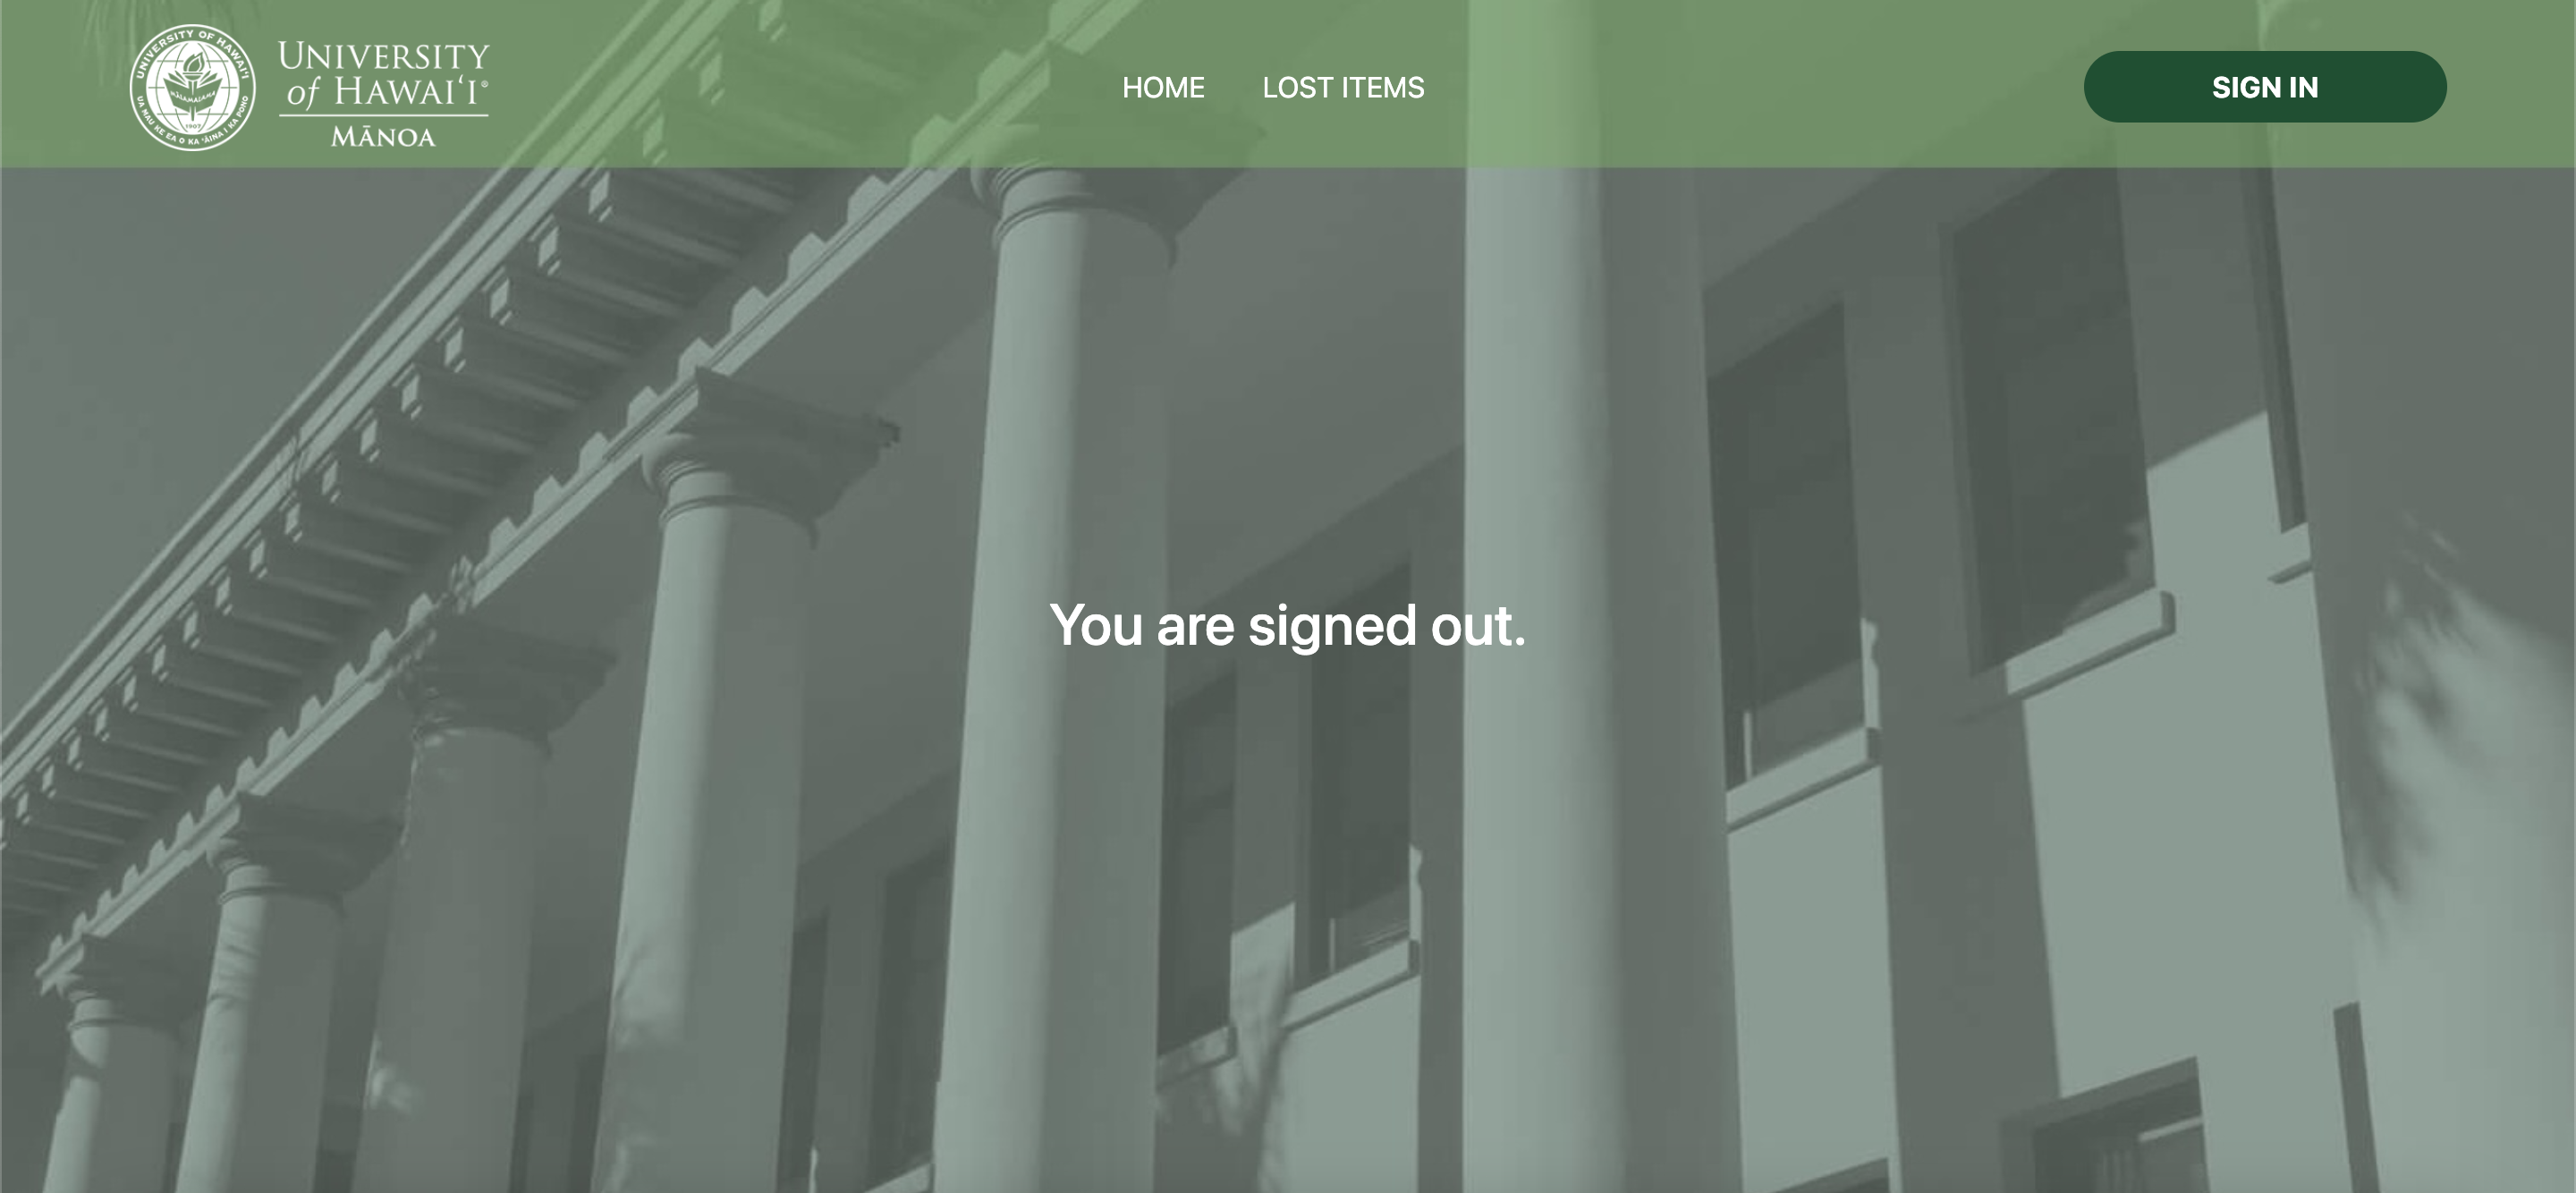 UNIVERSITY OF HAWAI‘I
MALAMALAMA
1907
UA MAU KE EA O KA ‘ĀINA I KA PONO
UNIVERSITY
of HAWAI‘I®
MĀNOA
HOME
LOST ITEMS
SIGN IN
You are signed out.